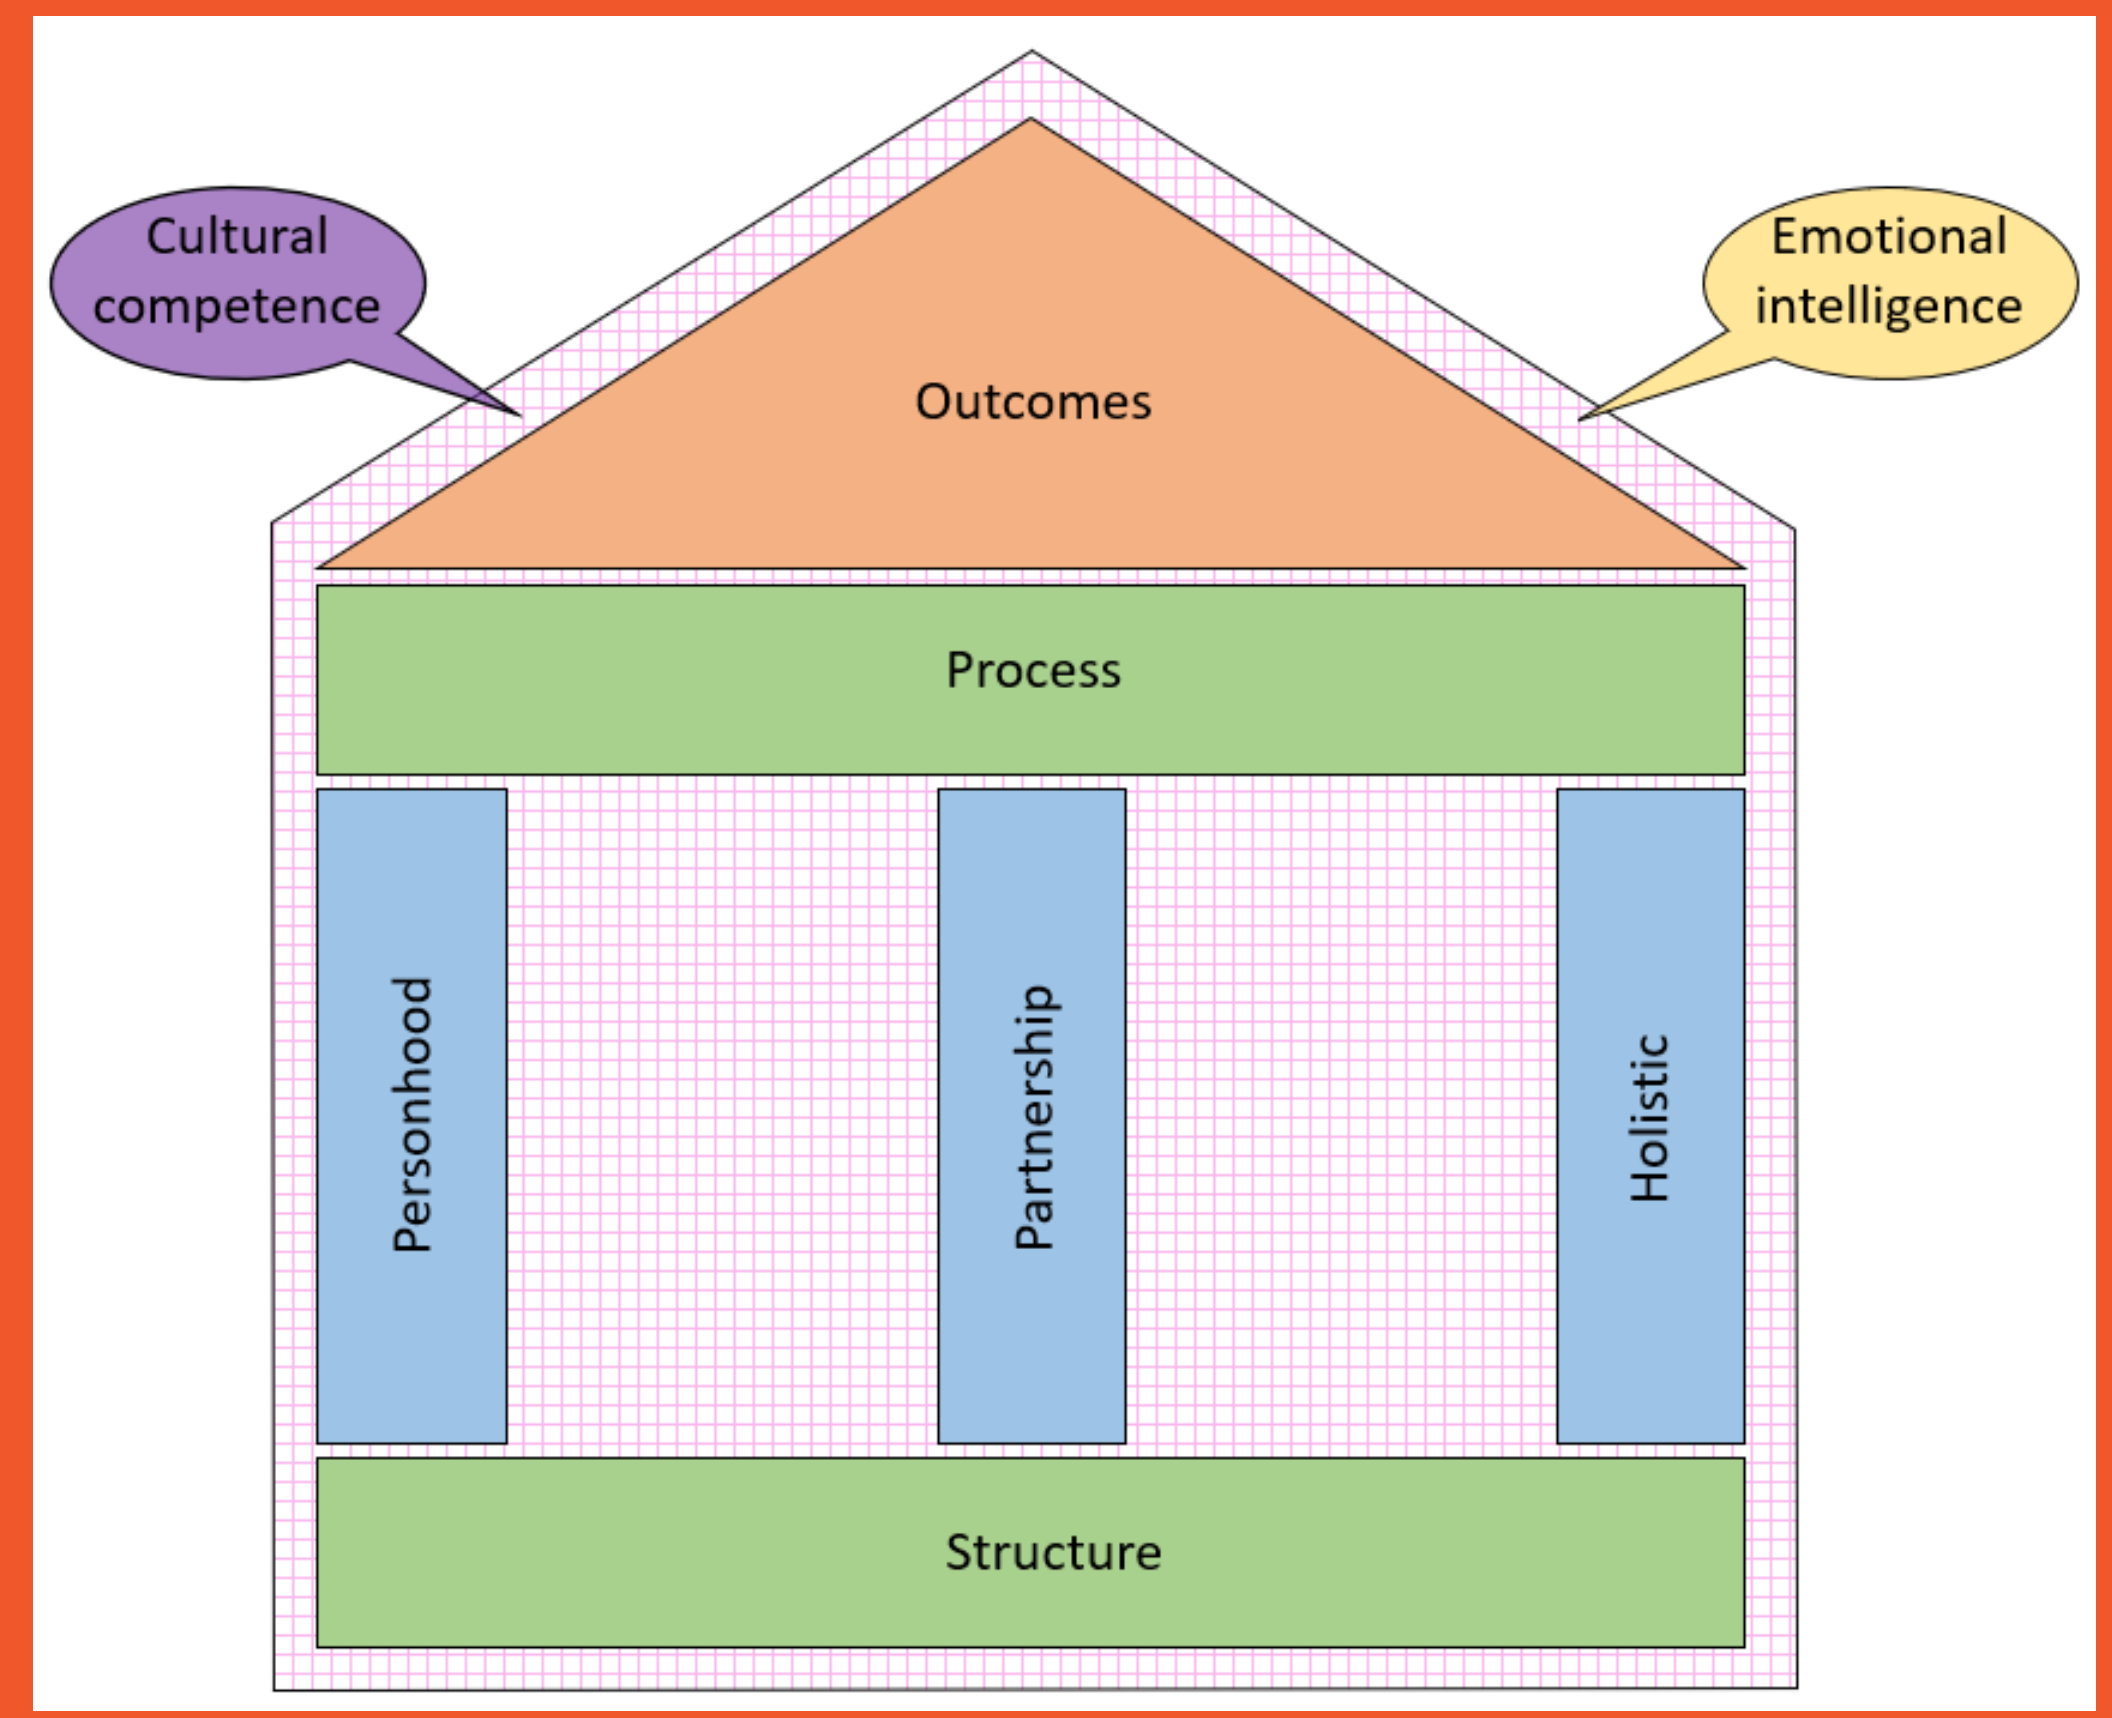 Cultural
competence
Emotional
intelligence
Outcomes
Process
Personhood
Partnership
Holistic
Structure